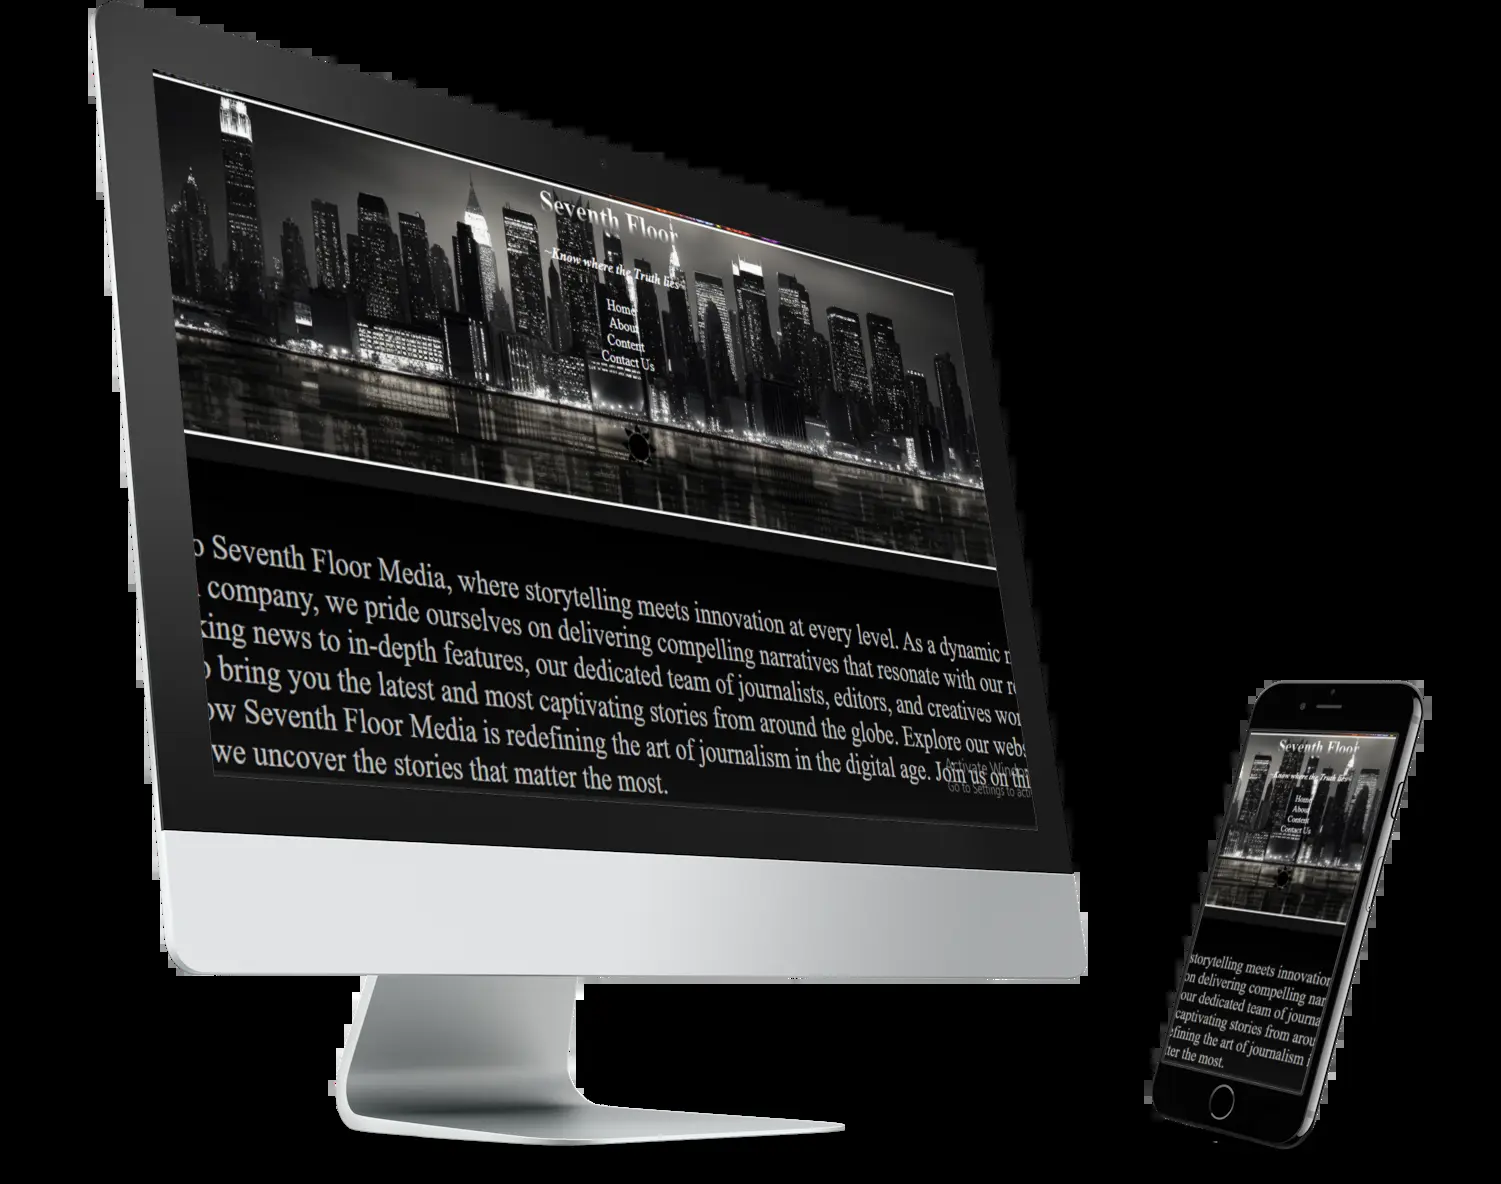 Seventh Floor
~Know where the Truth lies~
Home
About
Content
Contact Us
o Seventh Floor Media, where storytelling meets innovation at every level. As a dynamic
company, we pride ourselves on delivering compelling narratives that resonate with our
king news to in-depth features, our dedicated team of journalists, editors, and creatives wor
bring you the latest and most captivating stories from around the globe. Explore our webs
ow Seventh Floor Media is redefining the art of journalism in the digital age. Join us on thi
we uncover the stories that matter the most.
Activate Wind
Go to Settings to acti
Seventh Floor
~Know where the Truth lies~
Home
About
Content
Contact Us
storytelling meets innovation
on delivering compelling nar
our dedicated team of journa
captivating stories from arou
efining the art of journalism
tter the most.